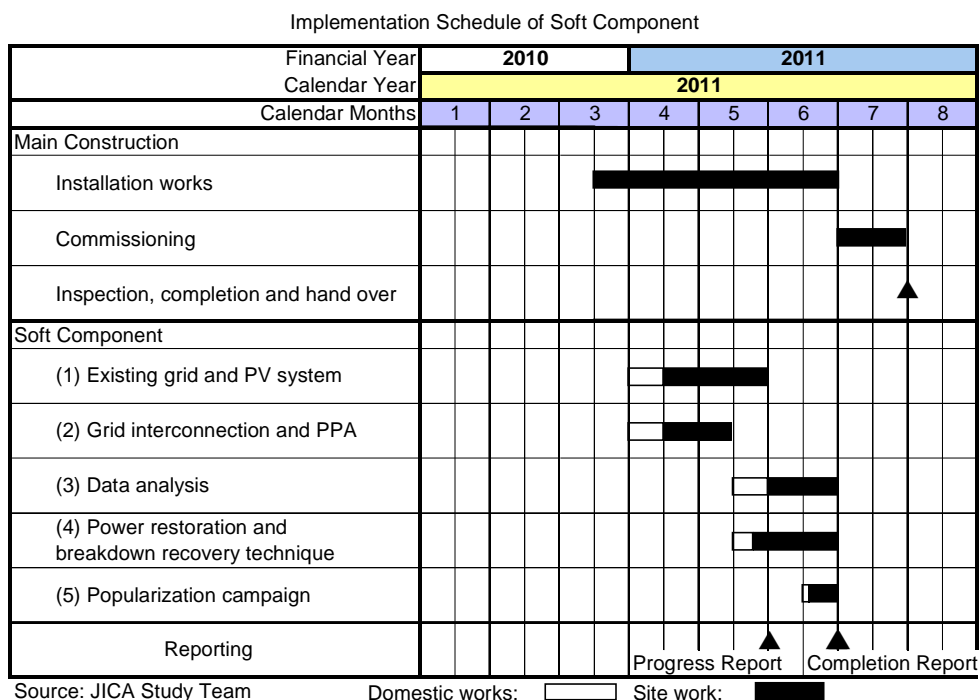 Implementation Schedule of Soft Component
Financial Year 2010 2011
Calendar Year 2011
Calendar Months 1 2 3 4 5 6 7 8
Main Construction
Installation works
Commissioning
Inspection, completion and hand over
Soft Component
(1) Existing grid and PV system
(2) Grid interconnection and PPA
(3) Data analysis
(4) Power restoration and
breakdown recovery technique
(5) Popularization campaign
Reporting
Progress Report Completion Report
Source: JICA Study Team Domestic works: Site work: